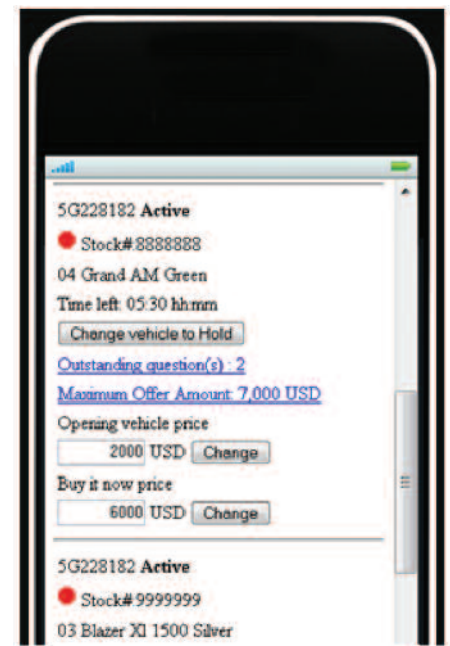 5G228182 Active
Stock#:8888888
04 Grand AM Green
Time left: 05:30 hh:mm
Change vehicle to Hold
Outstanding question(s) : 2
Maximum Offer Amount: 7,000 USD
Opening vehicle price
2000 USD Change
Buy it now price
6000 USD Change
5G228182 Active
Stock#:9999999
03 Blazer Xl 1500 Silver